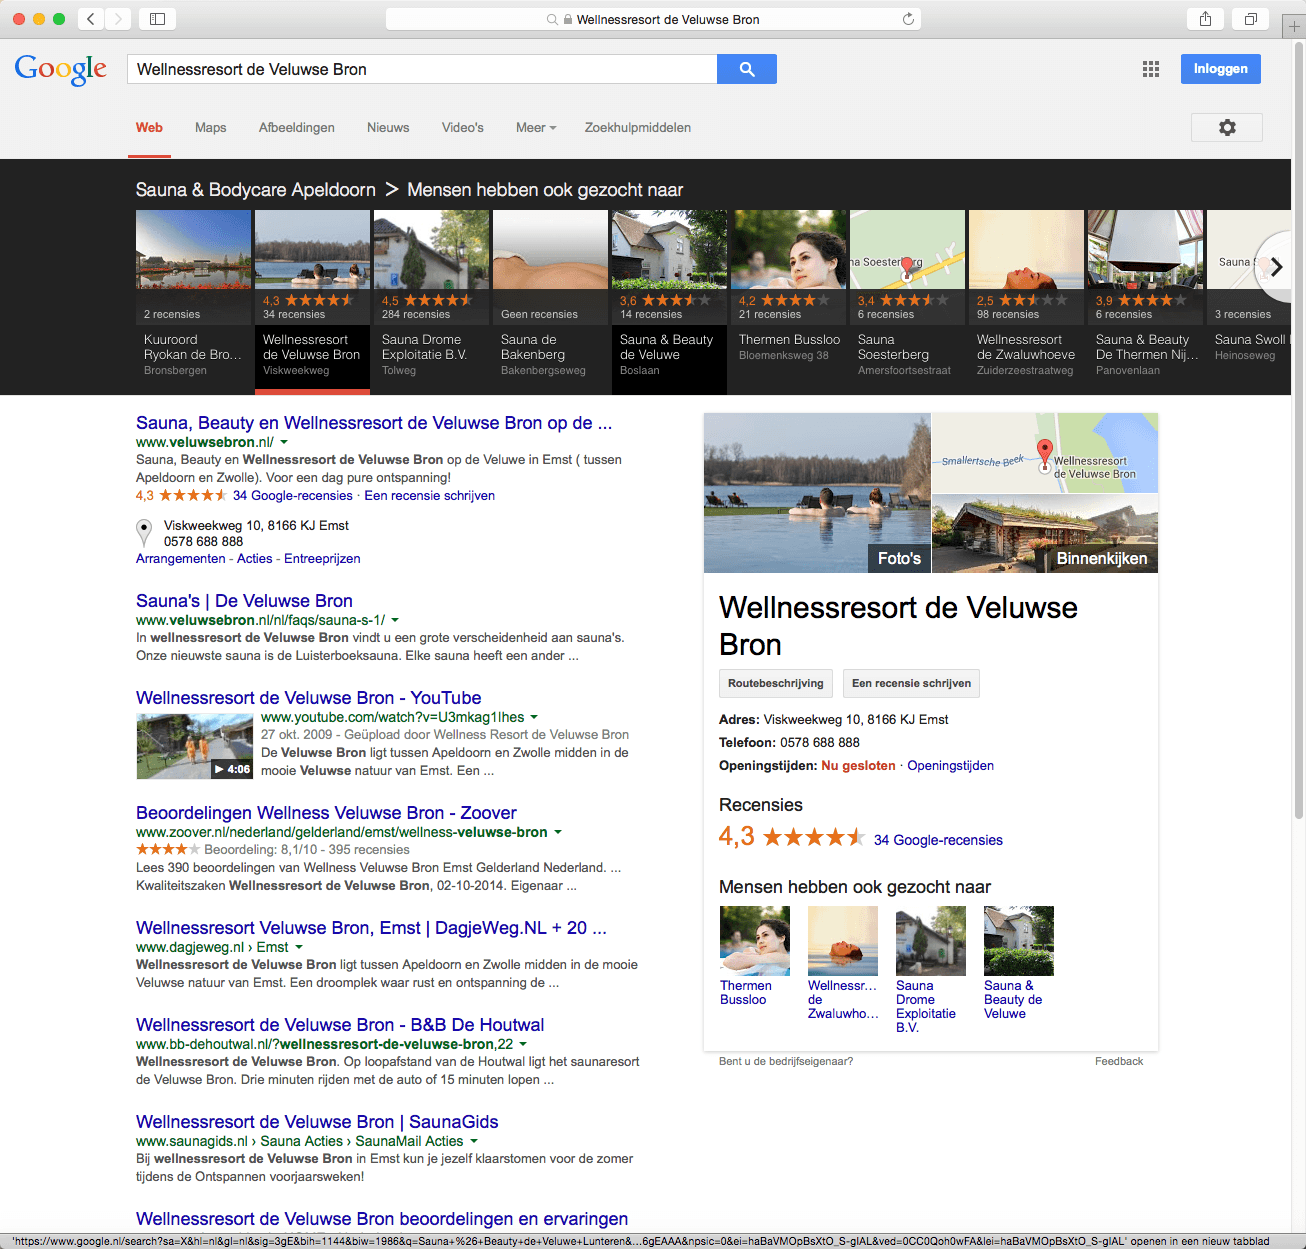 Wellnessresort de Veluwse Bron
Google
Wellnessresort de Veluwse Bron
Inloggen
Web Maps Afbeeldingen Nieuws Video's Meer Zoekhulpmiddelen
Sauna & Bodycare Apeldoorn > Mensen hebben ook gezocht naar
2 recensies
Kuuroord
Ryokan de Bro...
Bronsbergen
4,3
34 recensies
Wellnessresort
de Veluwse Bron
Viskweekweg
4,5
284 recensies
Sauna Drome
Exploitatie B.V.
Tolweg
Geen recensies
Sauna de
Bakenberg
Bakenbergseweg
3,6
14 recensies
Sauna & Beauty
de Veluwe
Boslaan
4,2
21 recensies
Thermen Bussloo
Bloemenksweg 38
na Soesterberg
3,4
6 recensies
Sauna
Soesterberg
Amersfoortsestraat
2,5
98 recensies
Wellnessresort
de Zwaluwhoeve
Zuiderzeestraatweg
3,9
6 recensies
Sauna & Beauty
De Thermen Nij...
Panovenlaan
Sauna S
3 recensies
Sauna Swoll
Heinoseweg
Sauna, Beauty en Wellnessresort de Veluwse Bron op de ...
www.veluwsebron.nl/
Sauna, Beauty en Wellnessresort de Veluwse Bron op de Veluwe in Emst ( tussen
Apeldoorn en Zwolle). Voor een dag pure ontspanning!
4,3 34 Google-recensies · Een recensie schrijven
Viskweekweg 10, 8166 KJ Emst
0578 688 888
Arrangementen - Acties - Entreeprijzen
Sauna's | De Veluwse Bron
www.veluwsebron.nl/nl/faqs/sauna-s-1/
In wellnessresort de Veluwse Bron vindt u een grote verscheidenheid aan sauna's.
Onze nieuwste sauna is de Luisterboeksauna. Elke sauna heeft een ander ...
Wellnessresort de Veluwse Bron - YouTube
4:06
www.youtube.com/watch?v=U3mkag1Ihes
27 okt. 2009 - Geüpload door Wellness Resort de Veluwse Bron
De Veluwse Bron ligt tussen Apeldoorn en Zwolle midden in de
mooie Veluwse natuur van Emst. Een ...
Beoordelingen Wellness Veluwse Bron - Zoover
www.zoover.nl/nederland/gelderland/emst/wellness-veluwse-bron
Beoordeling: 8,1/10 - 395 recensies
Lees 390 beoordelingen van Wellness Veluwse Bron Emst Gelderland Nederland. ...
Kwaliteitszaken Wellnessresort de Veluwse Bron, 02-10-2014. Eigenaar ...
Wellnessresort Veluwse Bron, Emst | DagjeWeg.NL + 20 ...
www.dagjeweg.nl › Emst
Wellnessresort de Veluwse Bron ligt tussen Apeldoorn en Zwolle midden in de mooie
Veluwse natuur van Emst. Een droomplek waar rust en ontspanning de ...
Wellnessresort de Veluwse Bron - B&B De Houtwal
www.bb-dehoutwal.nl/?wellnessresort-de-veluwse-bron,22
Wellnessresort de Veluwse Bron. Op loopafstand van de Houtwal ligt het saunaresort
de Veluwse Bron. Drie minuten rijden met de auto of 15 minuten lopen ...
Wellnessresort de Veluwse Bron | SaunaGids
www.saunagids.nl › Sauna Acties › SaunaMail Acties
Bij wellnessresort de Veluwse Bron in Emst kun je jezelf klaarstomen voor de zomer
tijdens de Ontspannen voorjaarsweken!
Wellnessresort de Veluwse Bron beoordelingen en ervaringen
Foto's
Smallertsche Beek
Wellnessresort
de Veluwse Bron
Binnenkijken
Wellnessresort de Veluwse
Bron
Routebeschrijving Een recensie schrijven
Adres: Viskweekweg 10, 8166 KJ Emst
Telefoon: 0578 688 888
Openingstijden: Nu gesloten · Openingstijden
Recensies
4,3 34 Google-recensies
Mensen hebben ook gezocht naar
Thermen
Bussloo
Wellnessr...
de
Zwaluwho...
Sauna
Drome
Exploitatie
B.V.
Sauna &
Beauty de
Veluwe
Bent u de bedrijfseigenaar? Feedback
'https://www.google.nl/search?sa=X&hl=nl&gl=nl&sig=3gE&bih=1144&biw=1986&q=Sauna+%26+Beauty+de+Veluwe+Lunteren&...6gEAAA&npsic=0&ei=haBaVMOpBsXtO_S-gIAL&ved=0CC0Qoh0wFA&lei=haBaVMOpBsXtO_S-gIAL' openen in een nieuw tabblad